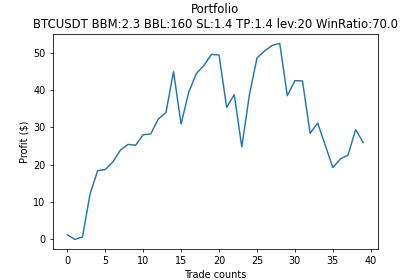 Portfolio
BTCUSDT BBM:2.3 BBL:160 SL:1.4 TP:1.4 lev:20 WinRatio:70.0
50
40
30
20
10
0
Profit ($)
0 5 10 15 20 25 30 35 40
Trade counts